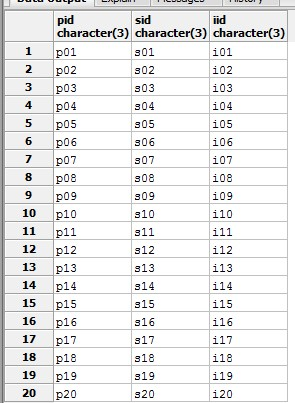 Data Output Explain Messages History
pid sid iid
character(3) character(3) character(3)
1 p01 s01 i01
2 p02 s02 i02
3 p03 s03 i03
4 p04 s04 i04
5 p05 s05 i05
6 p06 s06 i06
7 p07 s07 i07
8 p08 s08 i08
9 p09 s09 i09
10 p10 s10 i10
11 p11 s11 i11
12 p12 s12 i12
13 p13 s13 i13
14 p14 s14 i14
15 p15 s15 i15
16 p16 s16 i16
17 p17 s17 i17
18 p18 s18 i18
19 p19 s19 i19
20 p20 s20 i20